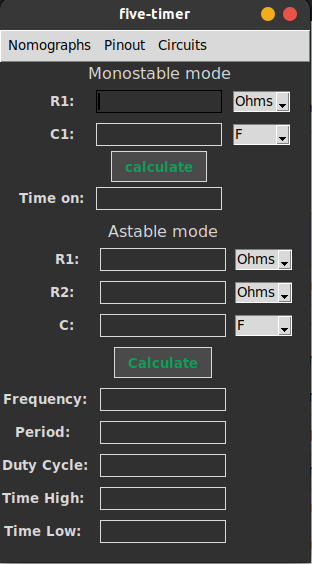 five-timer
Nomographs Pinout Circuits
Monostable mode
R1: Ohms
C1: F
calculate
Time on:
Astable mode
R1: Ohms
R2: Ohms
C: F
Calculate
Frequency:
Period:
Duty Cycle:
Time High:
Time Low: